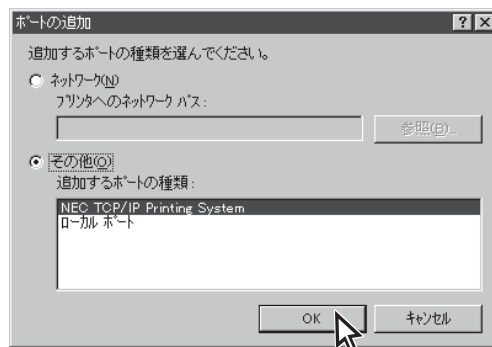 ポートの追加
追加するポートの種類を選んでください。
ネットワーク(N)
プリンタへのネットワーク パス:
参照(B)...
その他(O)
追加するポートの種類:
NEC TCP/IP Printing System
ローカル ポート
OK
キャンセル